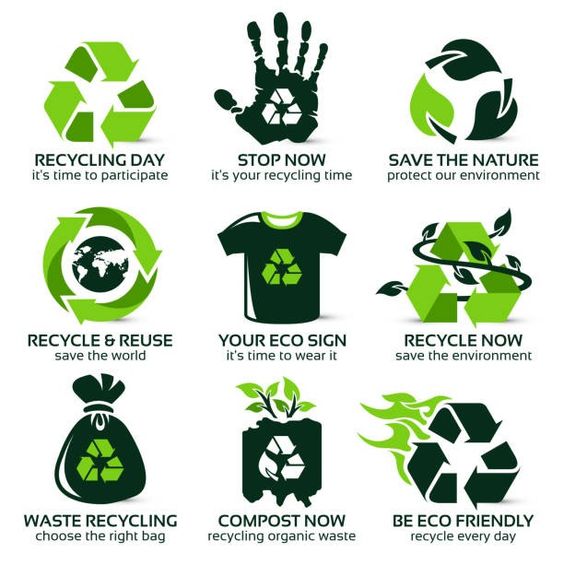 RECYCLING DAY
it's time to participate
STOP NOW
it's your recycling time
SAVE THE NATURE
protect our environment
RECYCLE & REUSE
save the world
YOUR ECO SIGN
it's time to wear it
RECYCLE NOW
save the environment
WASTE RECYCLING
choose the right bag
COMPOST NOW
recycling organic waste
BE ECO FRIENDLY
recycle every day